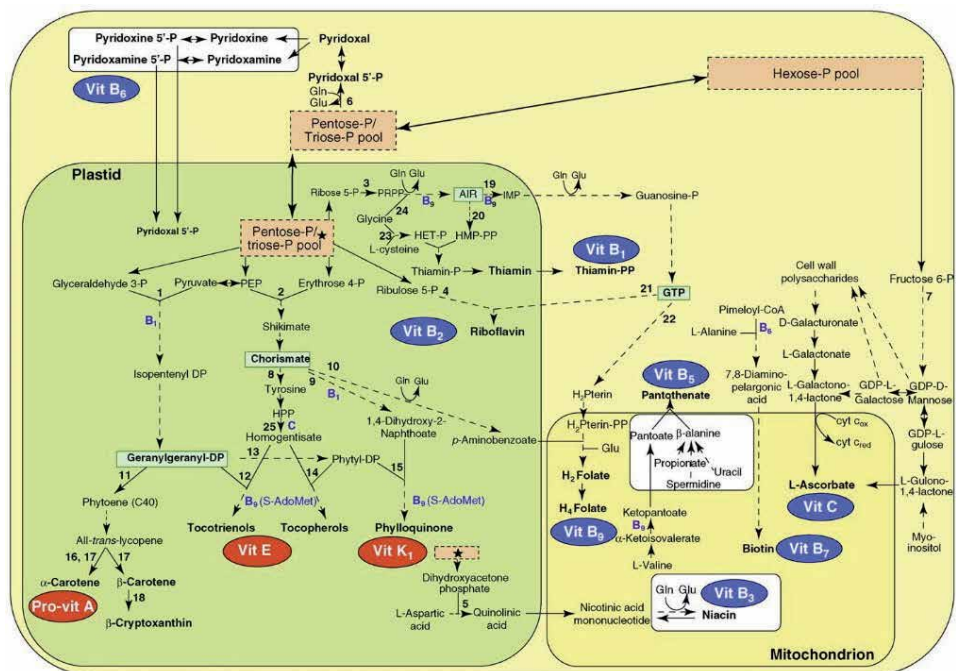 Pyridoxine 5'-P
Pyridoxine
Pyridoxal
Pyridoxamine 5'-P
Pyridoxamine
Vit B6
Pyridoxal 5'-P
Gln
Glu
6
Pentose-P/
Triose-P pool
Hexose-P pool
Plastid
Pyridoxal 5'-P
Pentose-P/
triose-P pool
Ribose 5-P
3
PRPP
Gln Glu
B9
AIR
19
B9
IMP
Gln Glu
Guanosine-P
24
Glycine
23
L-cysteine
20
HET-P
HMP-PP
Thiamin-P
Thiamin
Thiamin-PP
Vit B1
Glyceraldehyde 3-P
Pyruvate
PEP
Erythrose 4-P
Ribulose 5-P
4
21
GTP
22
Vit B2
Riboflavin
1
B1
2
Shikimate
Chorismate
Isopentenyl DP
8
9
10
Tyrosine
B1
Gln Glu
HPP
25
C
Homogentisate
1,4-Dihydroxy-2-
Naphthoate
p-Aminobenzoate
Geranylgeranyl-DP
13
Phytyl-DP
11
12
14
15
B9 (S-AdoMet)
B9 (S-AdoMet)
Phytoene (C40)
Tocotrienols
Tocopherols
Phylloquinone
Vit E
Vit K1
All-trans-lycopene
16, 17
17
α-Carotene
β-Carotene
Pro-vit A
18
β-Cryptoxanthin
Dihydroxyacetone
phosphate
5
L-Aspartic
acid
Quinolinic
acid
Nicotinic acid
mononucleotide
Gln Glu
Vit B3
Niacin
Cell wall
polysaccharides
Fructose 6-P
7
Pimeloyl-CoA
L-Alanine
B6
D-Galacturonate
L-Galactonate
7,8-Diamino-
pelargonic
acid
L-Galactono-
1,4-lactone
GDP-L-
Galactose
GDP-D-
Mannose
GDP-L-
gulose
L-Gulono-
1,4-lactone
Myo-
inositol
cyt cox
cyt cred
L-Ascorbate
Vit C
Vit B5
Pantothenate
Pantoate
β-alanine
Propionate
Uracil
Spermidine
Ketopantoate
B9
α-Ketoisovalerate
L-Valine
H2Pterin
H2Pterin-PP
Glu
H2 Folate
H4 Folate
Vit B9
Biotin
Vit B7
Mitochondrion